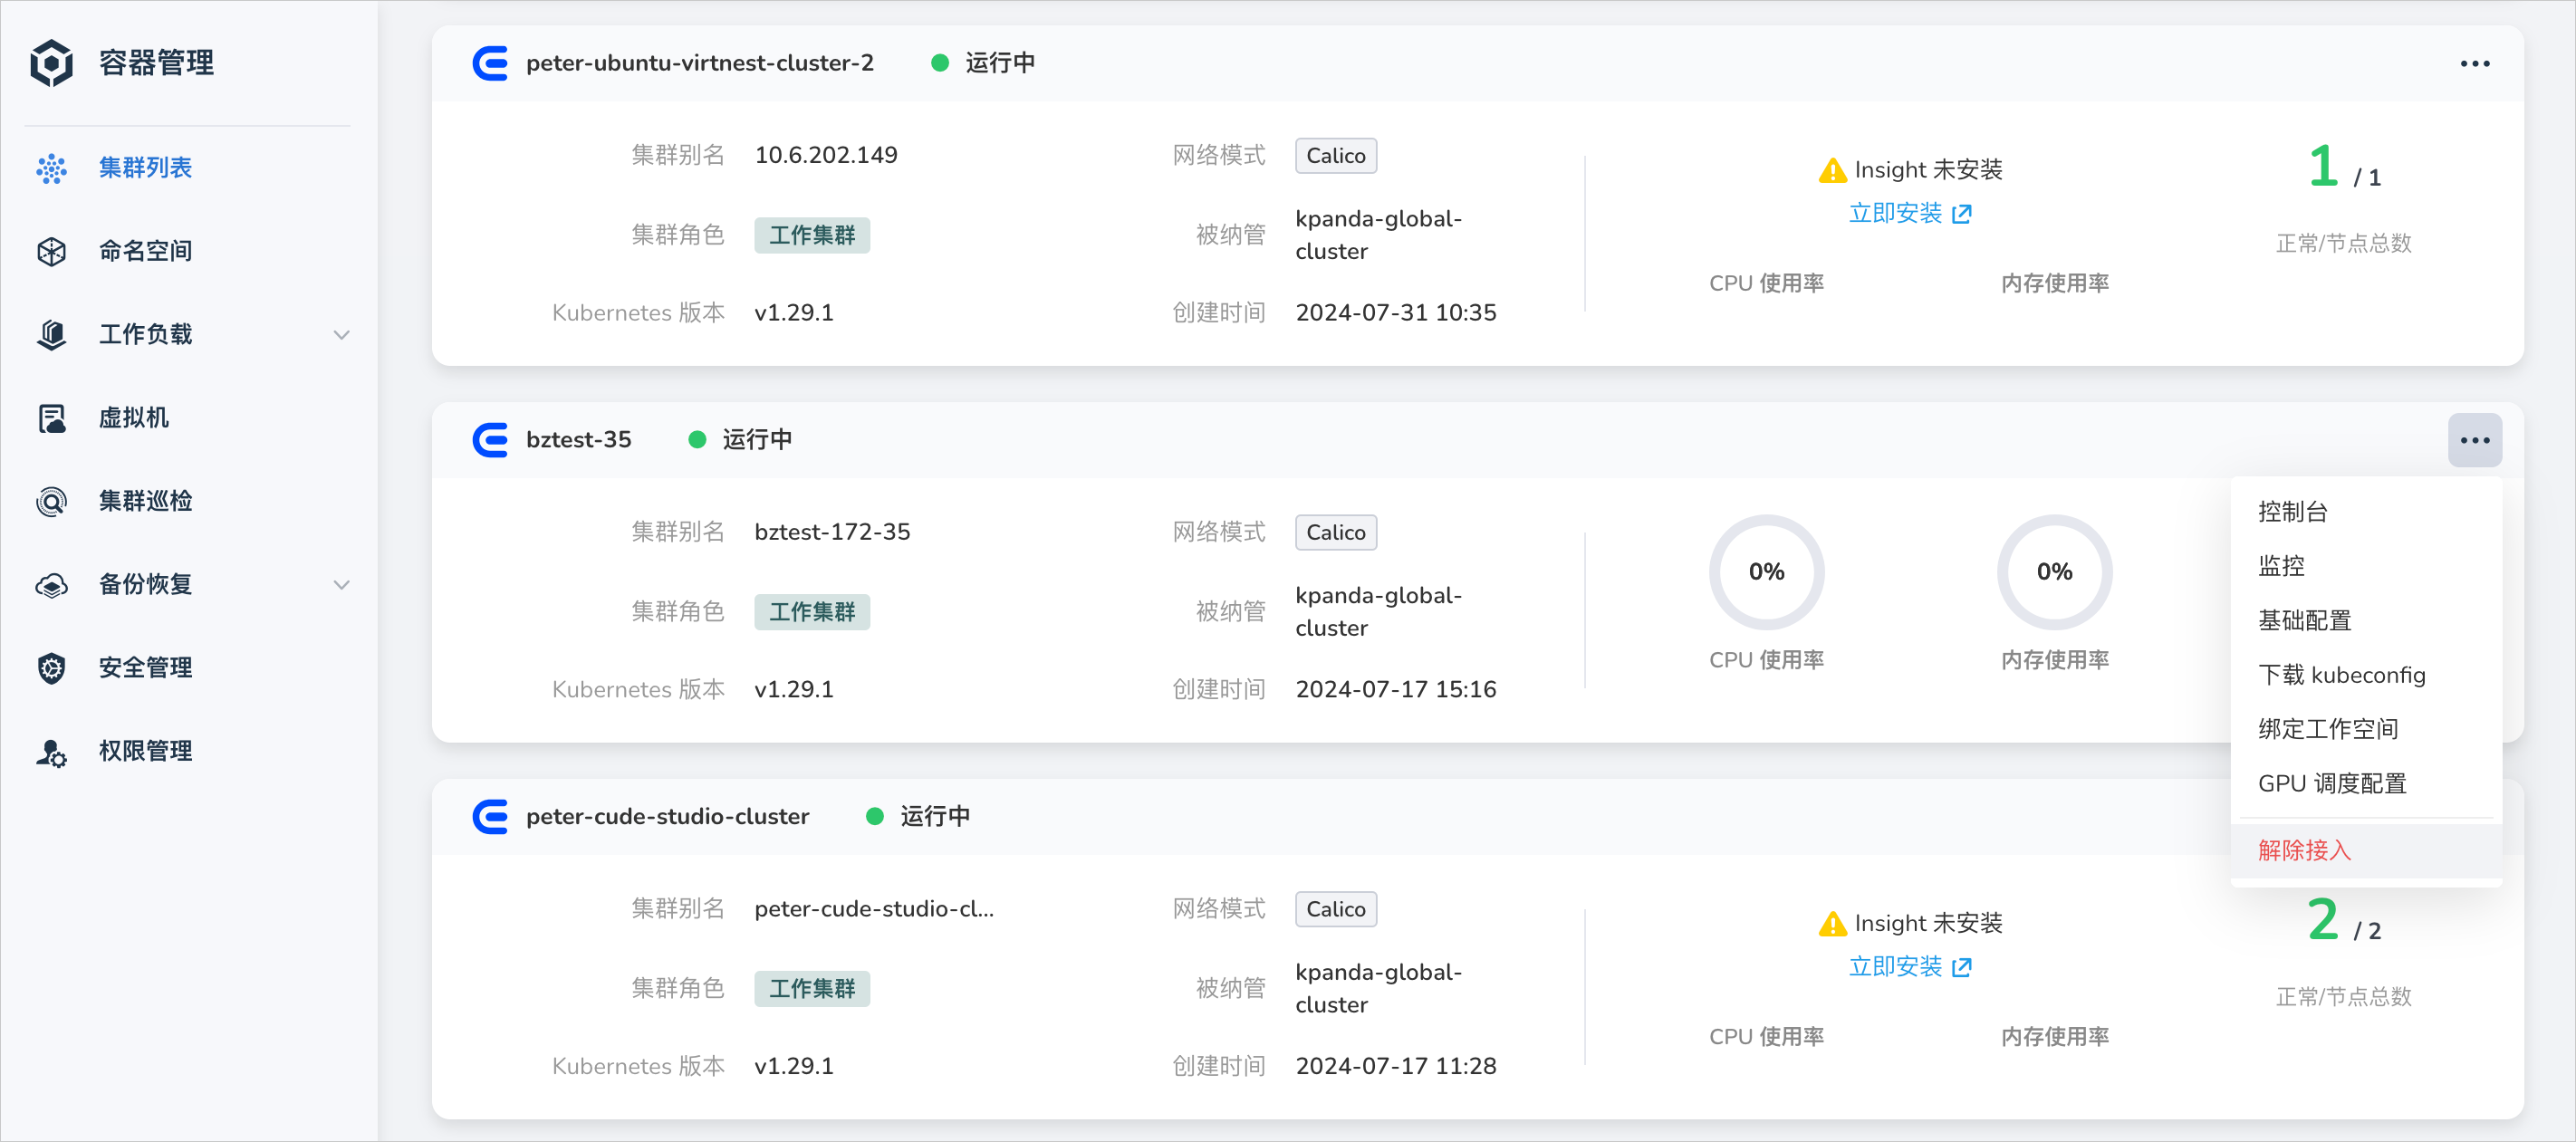 容器管理
集群列表
命名空间
工作负载
虚拟机
集群巡检
备份恢复
安全管理
权限管理
peter-ubuntu-virtnest-cluster-2 运行中
集群别名 10.6.202.149 网络模式 Calico
Insight 未安装
立即安装
1 / 1
正常/节点总数
集群角色 工作集群 被纳管 kpanda-global-
cluster
CPU 使用率 内存使用率
Kubernetes 版本 v1.29.1 创建时间 2024-07-31 10:35
bztest-35 运行中
集群别名 bztest-172-35 网络模式 Calico
0% 0%
集群角色 工作集群 被纳管 kpanda-global-
cluster
CPU 使用率 内存使用率
Kubernetes 版本 v1.29.1 创建时间 2024-07-17 15:16
控制台
监控
基础配置
下载 kubeconfig
绑定工作空间
GPU 调度配置
解除接入
peter-cude-studio-cluster 运行中
集群别名 peter-cude-studio-cl... 网络模式 Calico
Insight 未安装
立即安装
2 / 2
正常/节点总数
集群角色 工作集群 被纳管 kpanda-global-
cluster
CPU 使用率 内存使用率
Kubernetes 版本 v1.29.1 创建时间 2024-07-17 11:28